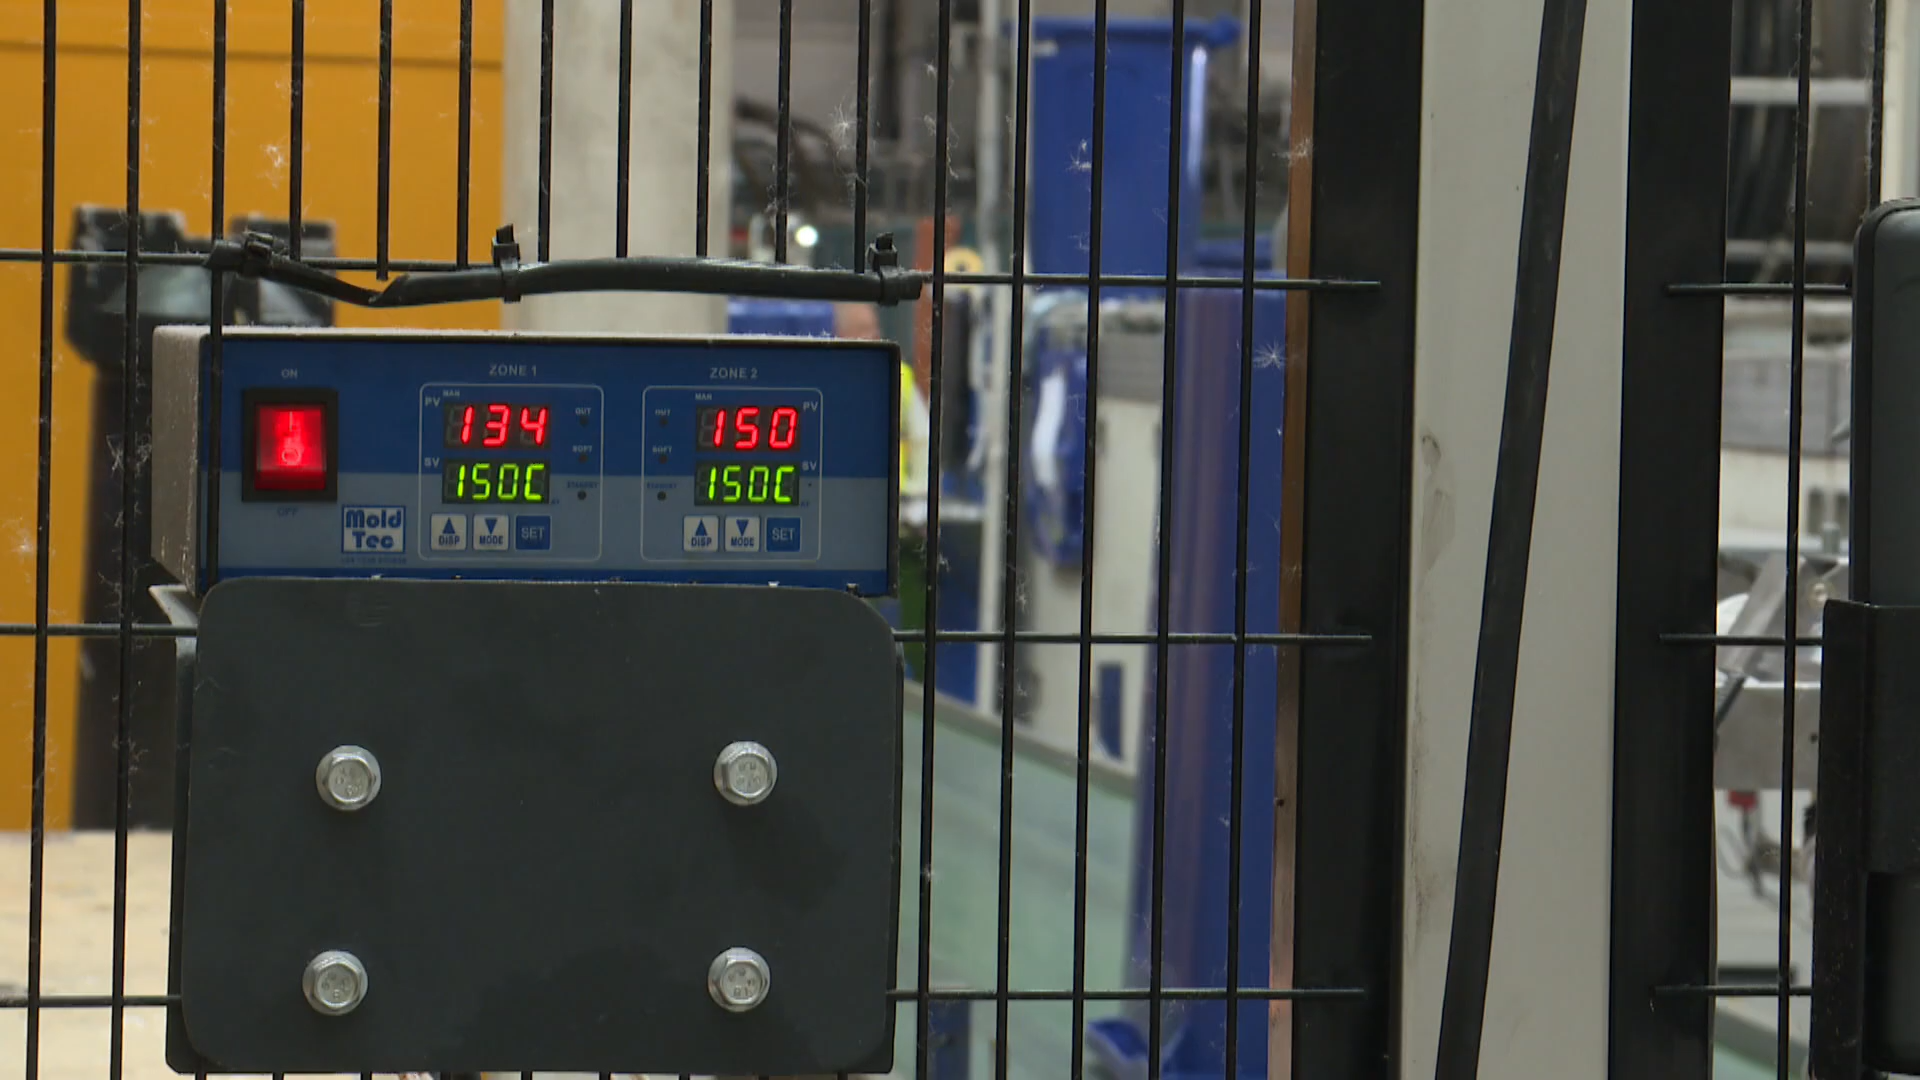 ON
OFF
Mold
Tec
ZONE 1
PV
MAN
134
OUT
SOFT
SV
150C
STANDBY
DISP
MODE
SET
ZONE 2
OUT
MAN
150
PV
SOFT
150C
SV
STANDBY
DISP
MODE
SET